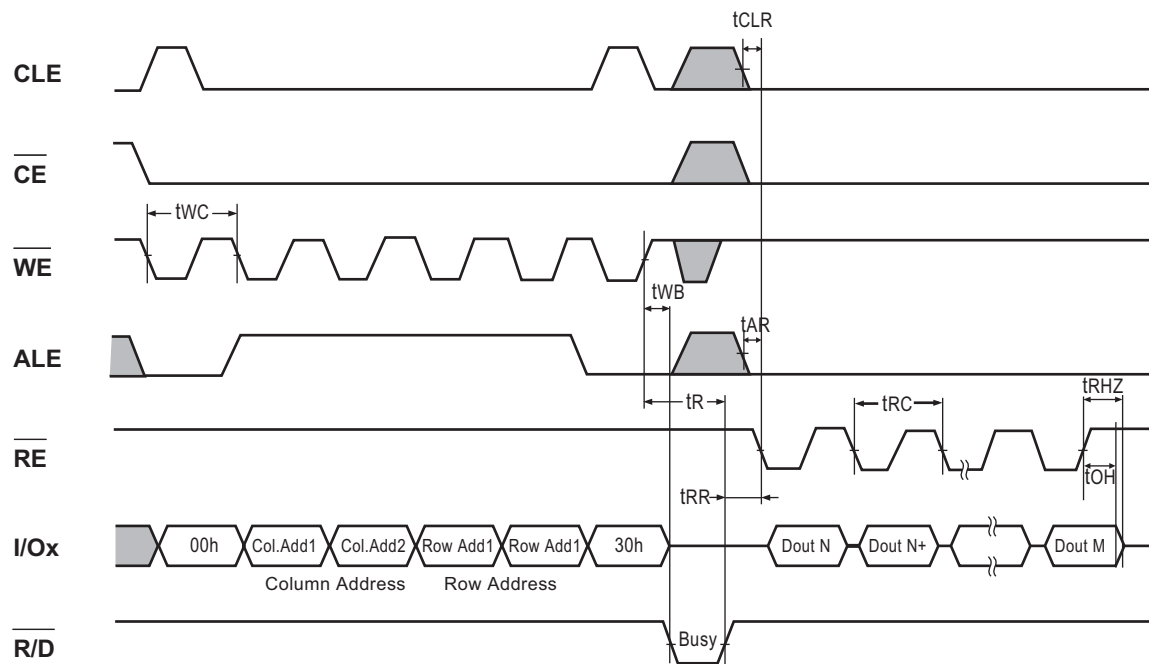 tCLR
CLE
CE
tWC
WE
tWB
tAR
ALE
tR
tRC
tRHZ
RE
tRR
tOH
I/Ox
00h
Col.Add1
Col.Add2
Row Add1
Row Add1
30h
Dout N
Dout N+
Dout M
Column Address
Row Address
R/D
Busy